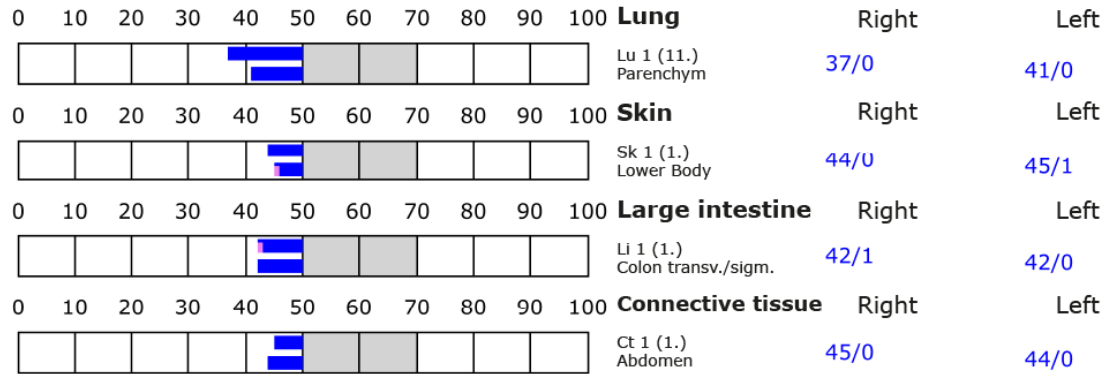 0 10 20 30 40 50 60 70 80 90 100 Lung Right Left
Lu 1 (11.)
Parenchym
37/0 41/0
0 10 20 30 40 50 60 70 80 90 100 Skin Right Left
Sk 1 (1.)
Lower Body
44/0 45/1
0 10 20 30 40 50 60 70 80 90 100 Large intestine Right Left
Li 1 (1.)
Colon transv./sigm.
42/1 42/0
0 10 20 30 40 50 60 70 80 90 100 Connective tissue Right Left
Ct 1 (1.)
Abdomen
45/0 44/0